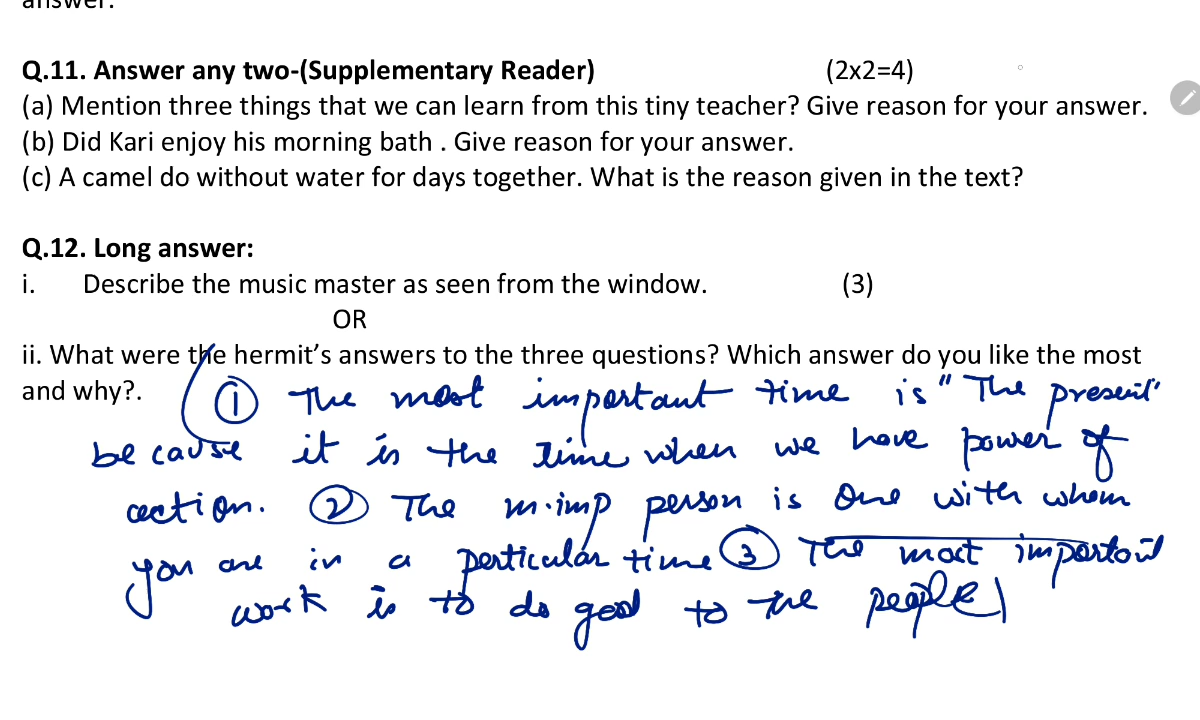 answer.
Q.11. Answer any two-(Supplementary Reader) (2x2=4)
(a) Mention three things that we can learn from this tiny teacher? Give reason for your answer.
(b) Did Kari enjoy his morning bath . Give reason for your answer.
(c) A camel do without water for days together. What is the reason given in the text?
Q.12. Long answer:
i. Describe the music master as seen from the window. (3)
OR
ii. What were the hermit's answers to the three questions? Which answer do you like the most
and why?. ① The most important time is "The present"
because it is the time when we have power of
action. ② The m.imp person is one with whom
you are in a perticular time ③ The most important
work is to do good to the people)